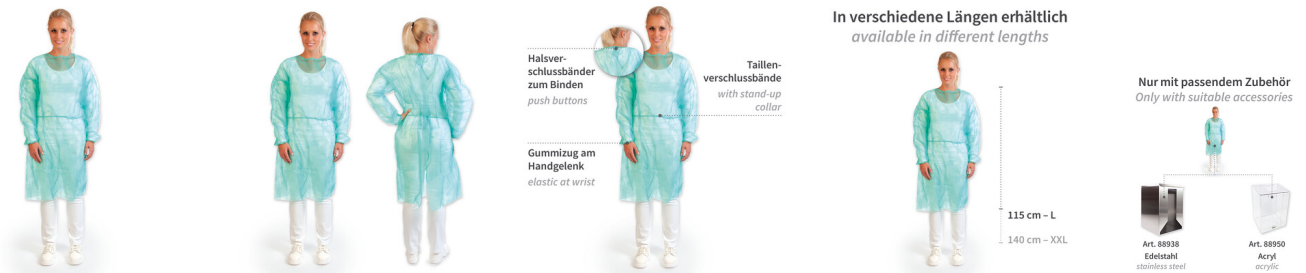 Halsver-
schlussbänder
zum Binden
push buttons
Taillen-
verschlussbände
with stand-up
collar
Gummizug am
Handgelenk
elastic at wrist
In verschiedene Längen erhältlich
available in different lengths
115 cm – L
140 cm – XXL
Nur mit passendem Zubehör
Only with suitable accessories
Art. 88938
Edelstahl
stainless steel
Art. 88950
Acryl
acrylic